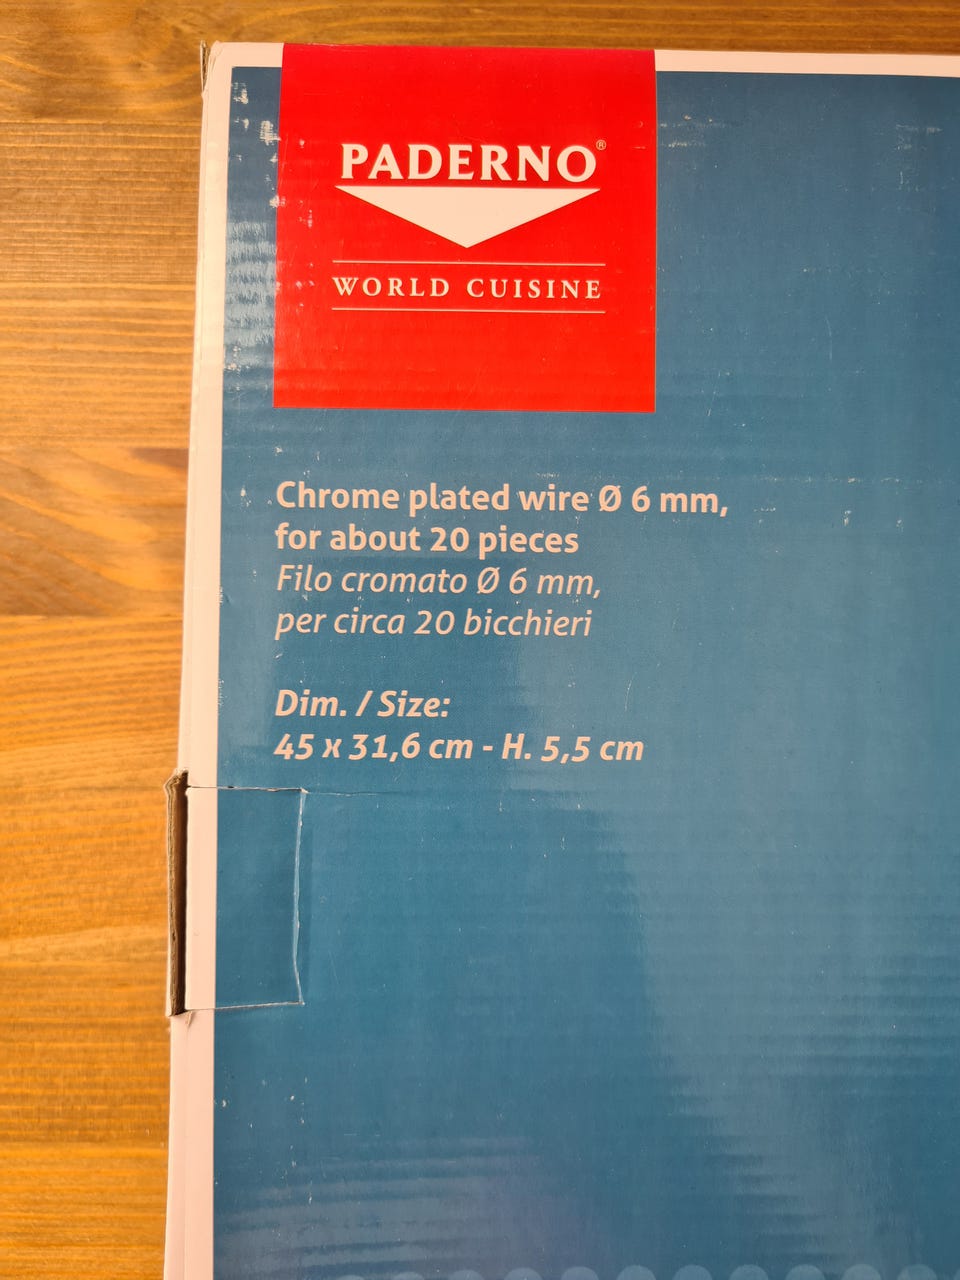 PADERNO®
WORLD CUISINE
Chrome plated wire Ø 6 mm,
for about 20 pieces
Filo cromato Ø 6 mm,
per circa 20 bicchieri
Dim. / Size:
45 x 31,6 cm - H. 5,5 cm